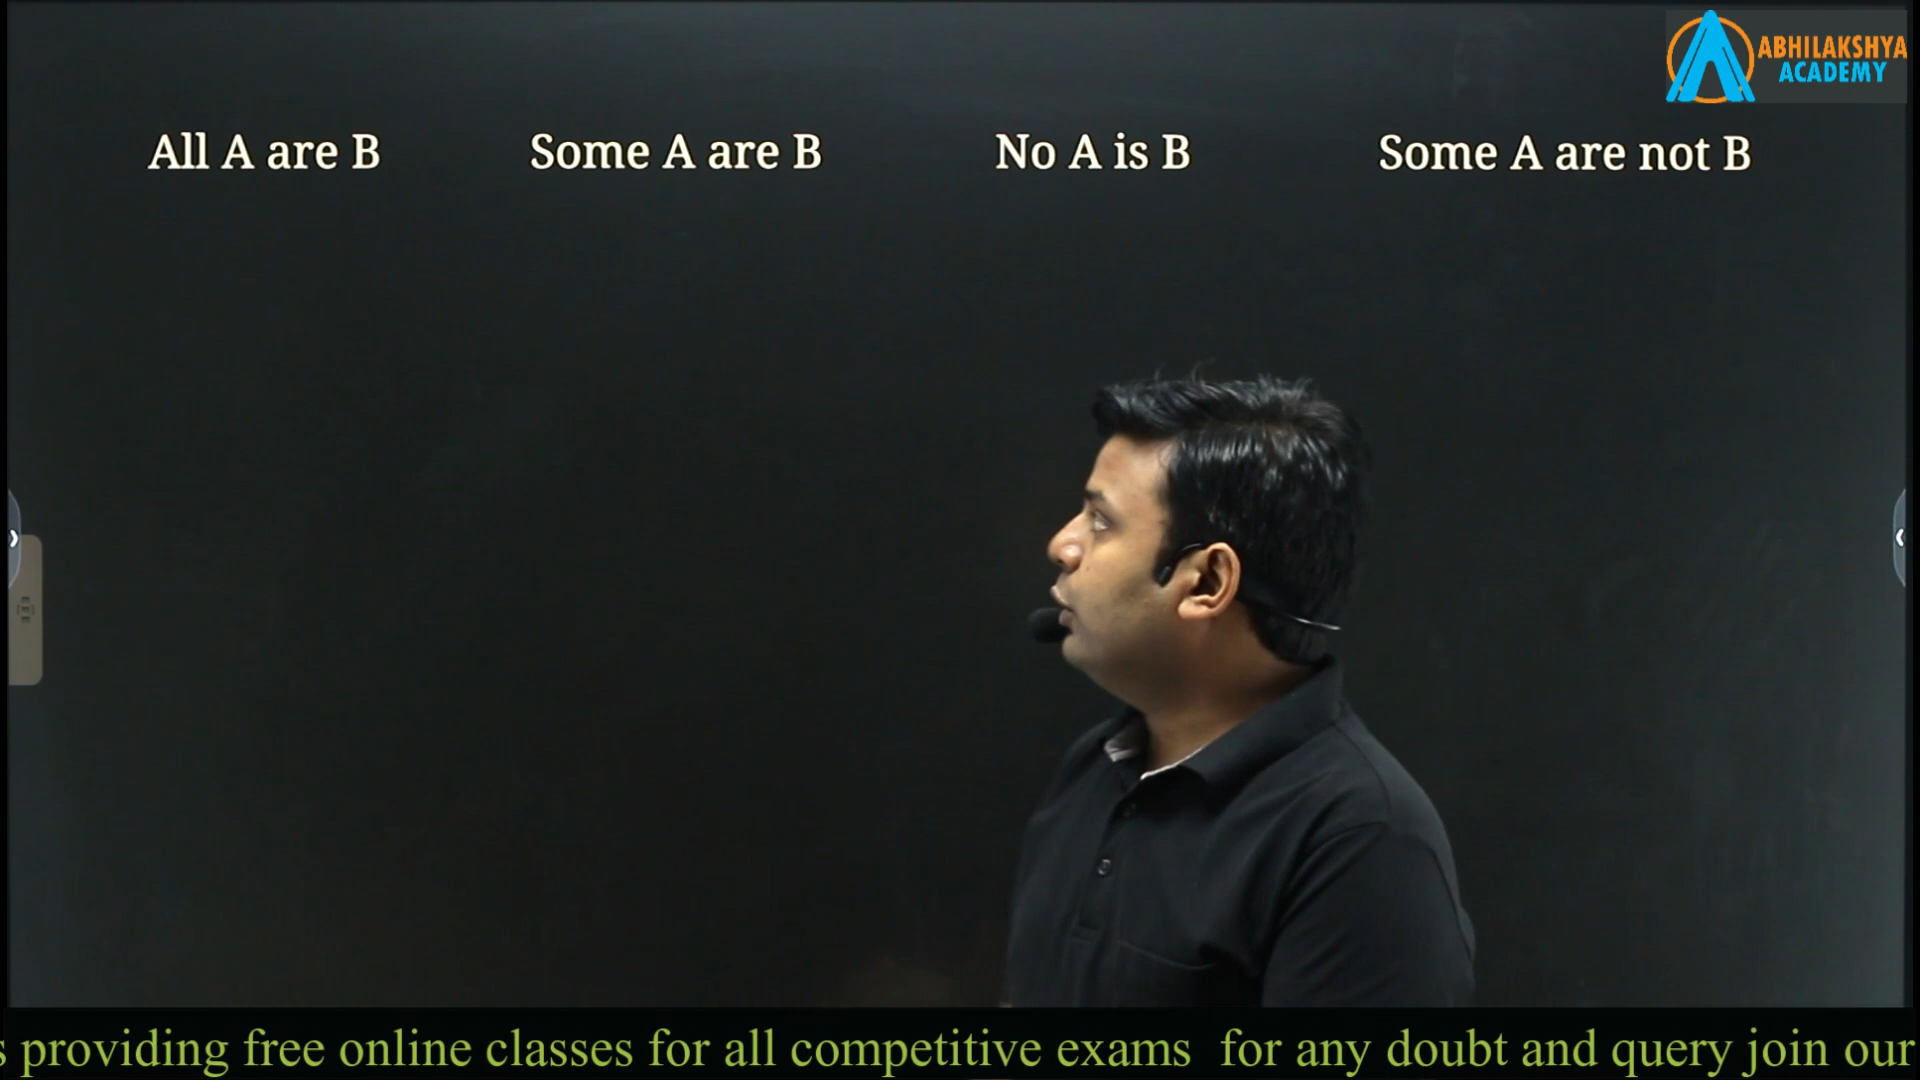 ABHILAKSHYA
ACADEMY
All A are B
Some A are B
No A is B
Some A are not B
s providing free online classes for all competitive exams for any doubt and query join our